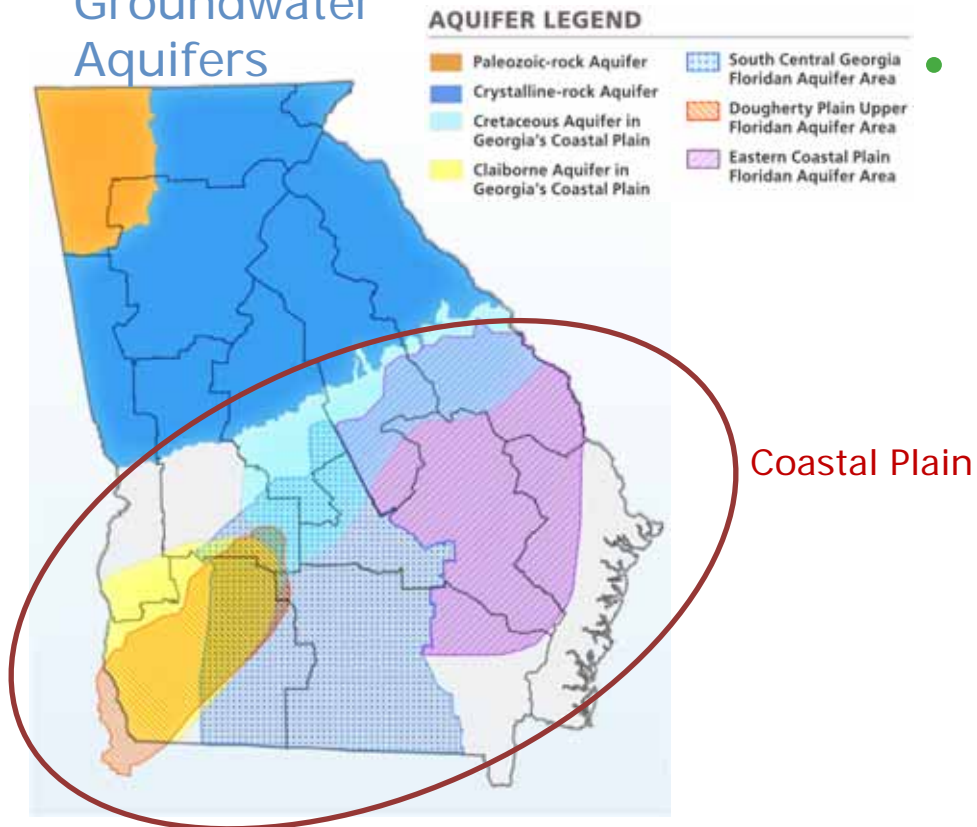 Groundwater
Aquifers
AQUIFER LEGEND
Paleozoic-rock Aquifer
Crystalline-rock Aquifer
Cretaceous Aquifer in
Georgia's Coastal Plain
Claiborne Aquifer in
Georgia's Coastal Plain
South Central Georgia
Floridan Aquifer Area
Dougherty Plain Upper
Floridan Aquifer Area
Eastern Coastal Plain
Floridan Aquifer Area
Coastal Plain